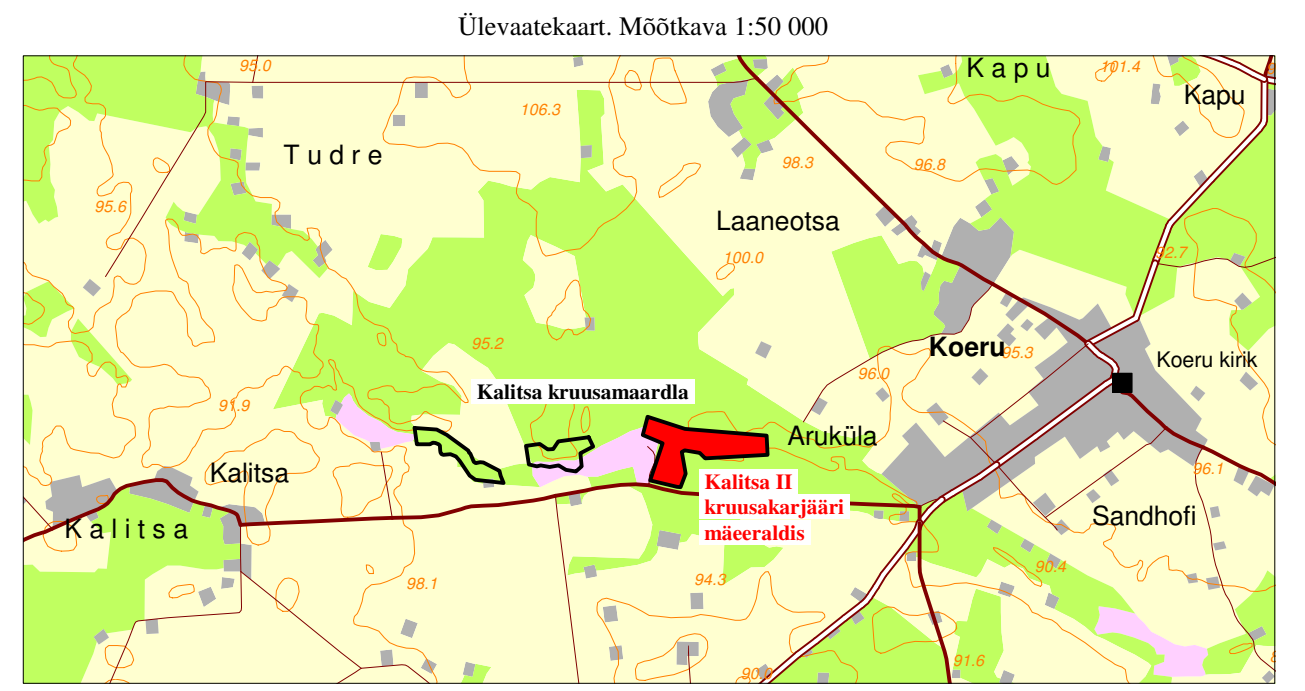 Ülevaatekaart. Mõõtkava 1:50 000
95.0
K a p u
101.4
Kapu
106.3
T u d r e
98.3
96.8
95.6
Laaneotsa
100.0
92.7
95.2
Koeru
95.3
Koeru kirik
96.0
Kalitsa kruusamaardla
91.9
Aruküla
Kalitsa
96.1
Kalitsa II
kruusakarjääri
mäeeraldis
Sandhofi
K a l i t s a
90.4
98.1
94.3
91.6